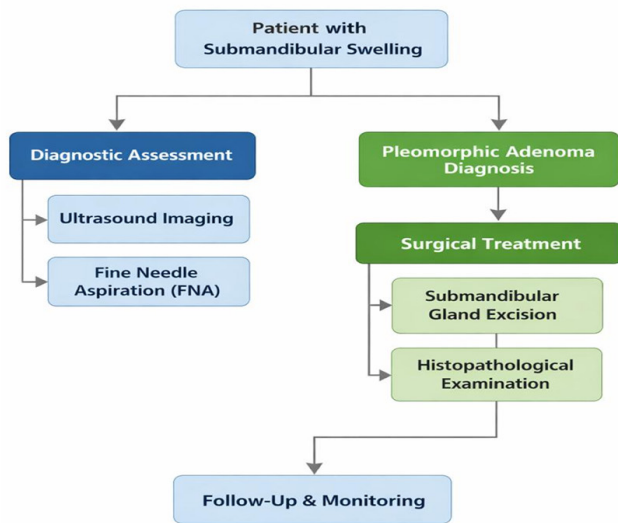 Patient with
Submandibular Swelling
Diagnostic Assessment
Ultrasound Imaging
Fine Needle
Aspiration (FNA)
Pleomorphic Adenoma
Diagnosis
Surgical Treatment
Submandibular
Gland Excision
Histopathological
Examination
Follow-Up & Monitoring